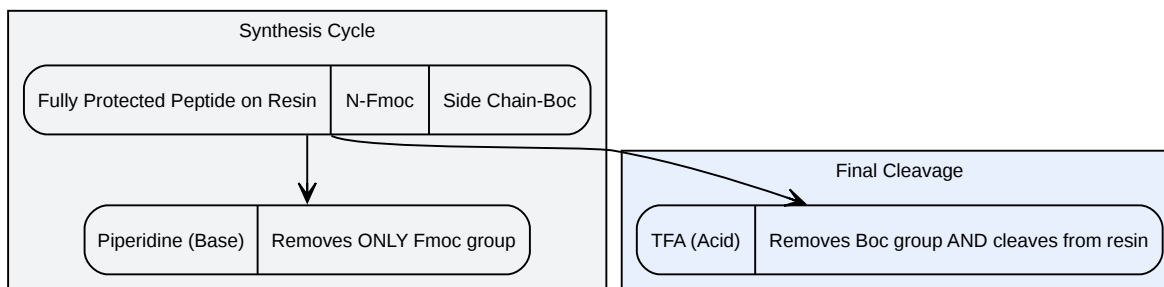 Synthesis Cycle
Fully Protected Peptide on Resin
N-Fmoc
Side Chain-Boc
Final Cleavage
Piperidine (Base)
Removes ONLY Fmoc group
TFA (Acid)
Removes Boc group AND cleaves from resin